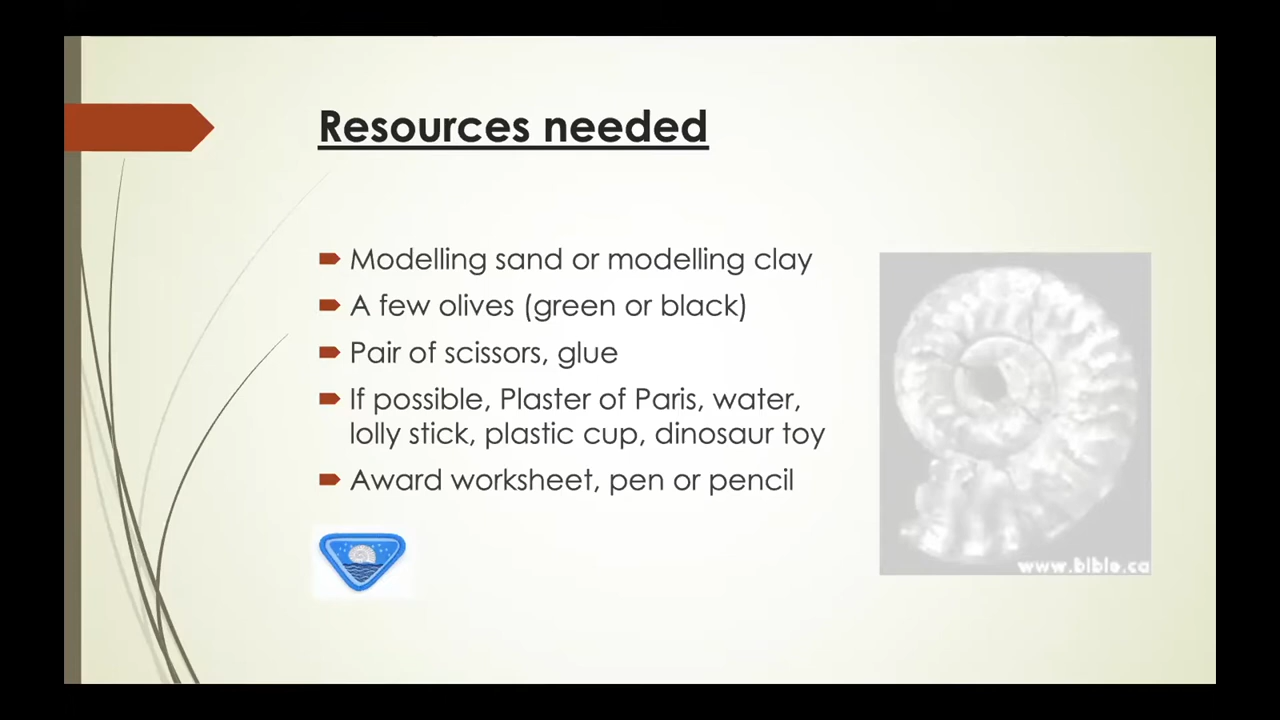 Resources needed
Modelling sand or modelling clay
A few olives (green or black)
Pair of scissors, glue
If possible, Plaster of Paris, water,
lolly stick, plastic cup, dinosaur toy
Award worksheet, pen or pencil
www.bible.ca